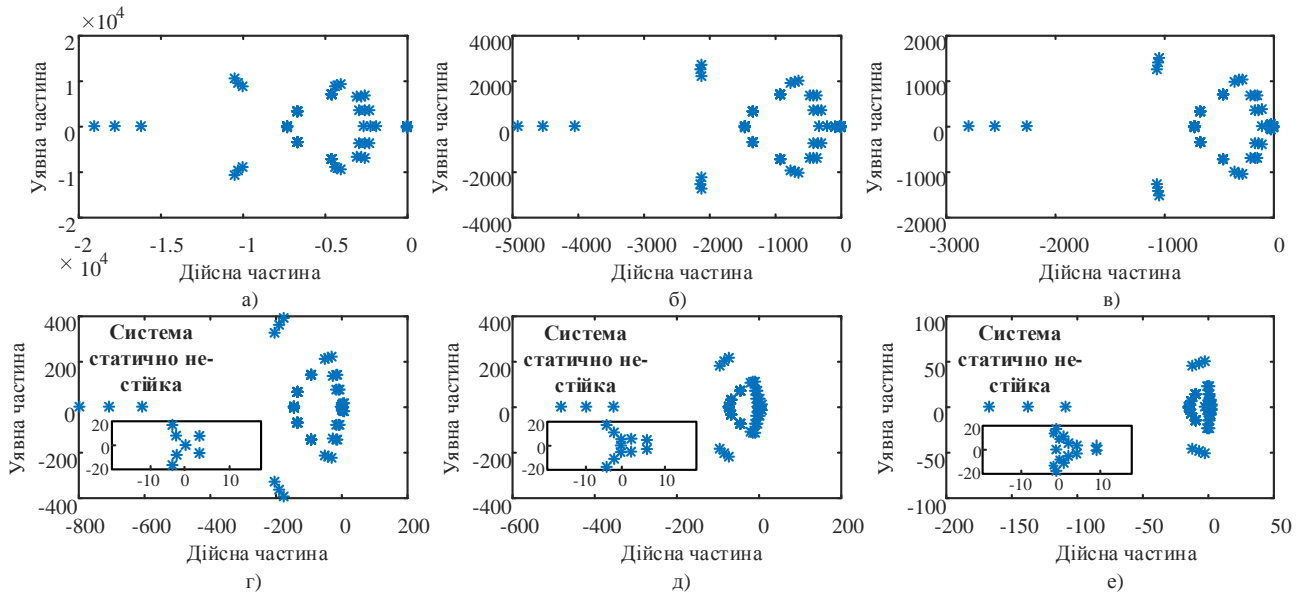 ×10⁴
2
1
0
-1
-2
-2 -1.5 -1 -0.5 0
× 10⁴
Уявна частина
Дійсна частина
а)
4000
2000
0
-2000
-4000
-5000 -4000 -3000 -2000 -1000 0
Уявна частина
Дійсна частина
б)
2000
1000
0
-1000
-2000
-3000 -2000 -1000 0
Уявна частина
Дійсна частина
в)
400
200
0
-200
-400
-800 -600 -400 -200 0 200
Система
статично не-
стійка
20
0
-20
-10 0 10
Уявна частина
Дійсна частина
г)
400
200
0
-200
-400
-600 -400 -200 0 200
Система
статично не-
стійка
20
0
-20
-10 0 10
Уявна частина
Дійсна частина
д)
100
50
0
-50
-100
-200 -150 -100 -50 0 50
Система
статично не-
стійка
20
0
-20
-10 0 10
Уявна частина
Дійсна частина
е)